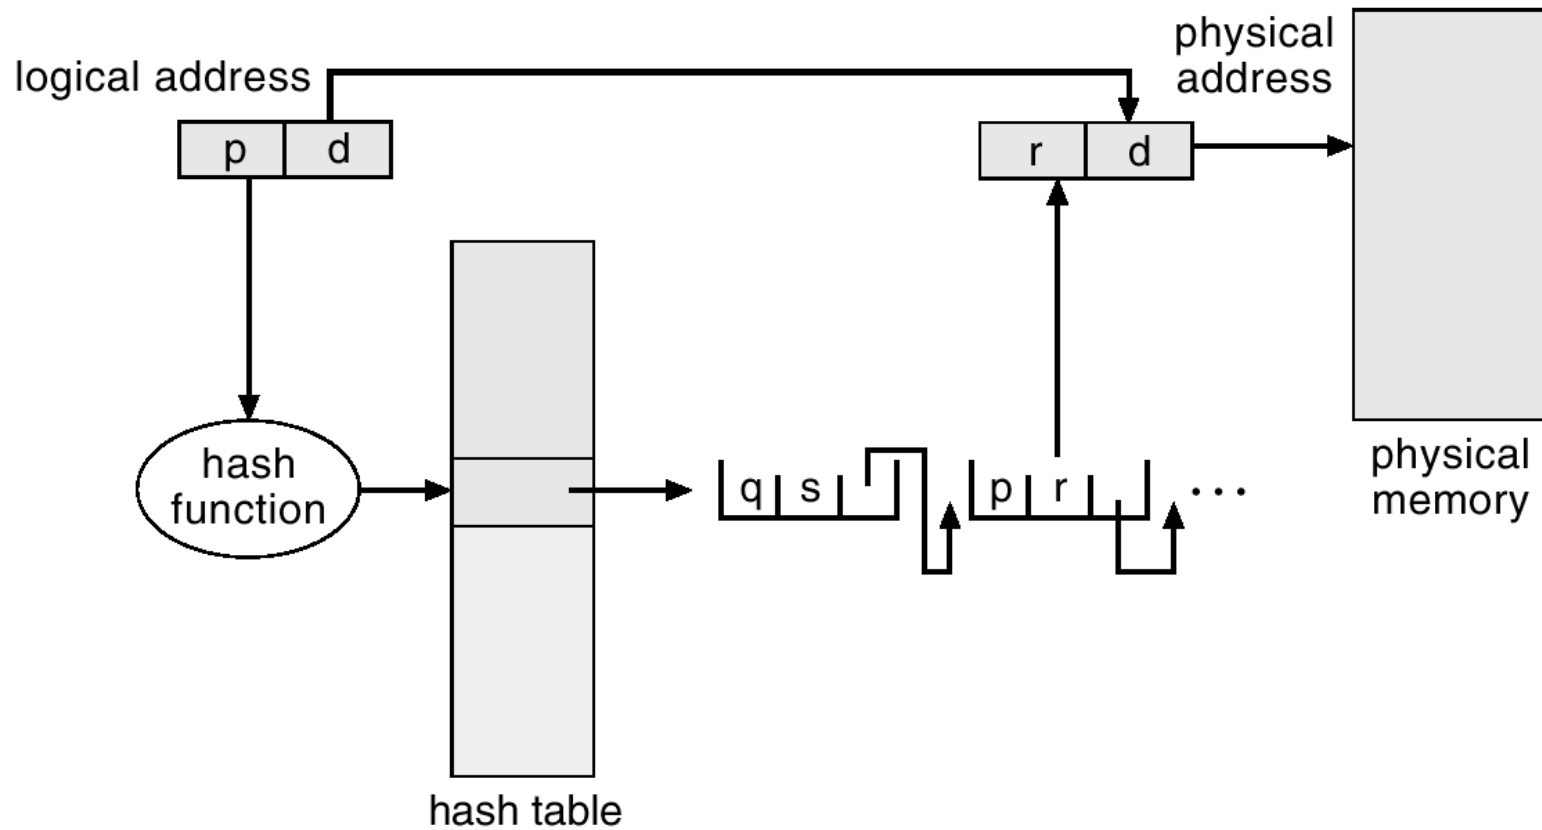 physical
address
logical address
p d
r d
hash
function
q s
p r
...
physical
memory
hash table